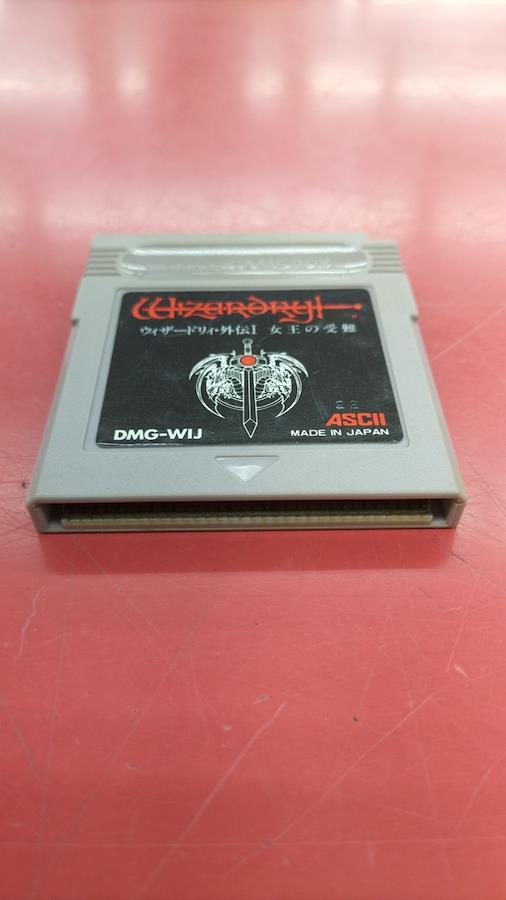 Wizardry
ウィザードリィ・外伝I 女王の受難
22
ASCII
DMG-WIJ
MADE IN JAPAN